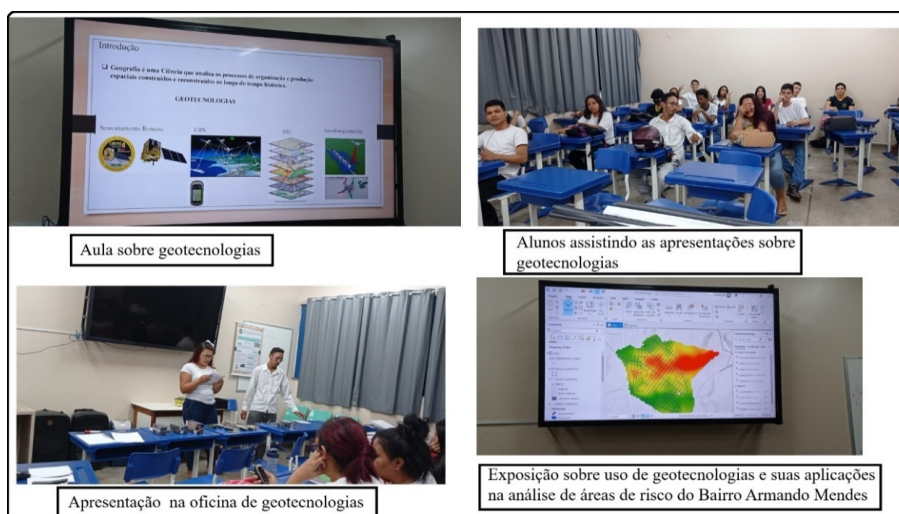 Introdução
❑ Geografia é uma Ciência que analisa os processos de organização e produção
espaciais construídos e reconstruídos ao longo do tempo histórico.
GEOTECNOLOGIAS
Sensoriamento Remoto GPS SIG Aerofotogrametria
Aula sobre geotecnologias
Alunos assistindo as apresentações sobre
geotecnologias
Apresentação na oficina de geotecnologias
Exposição sobre uso de geotecnologias e suas aplicações
na análise de áreas de risco do Bairro Armando Mendes